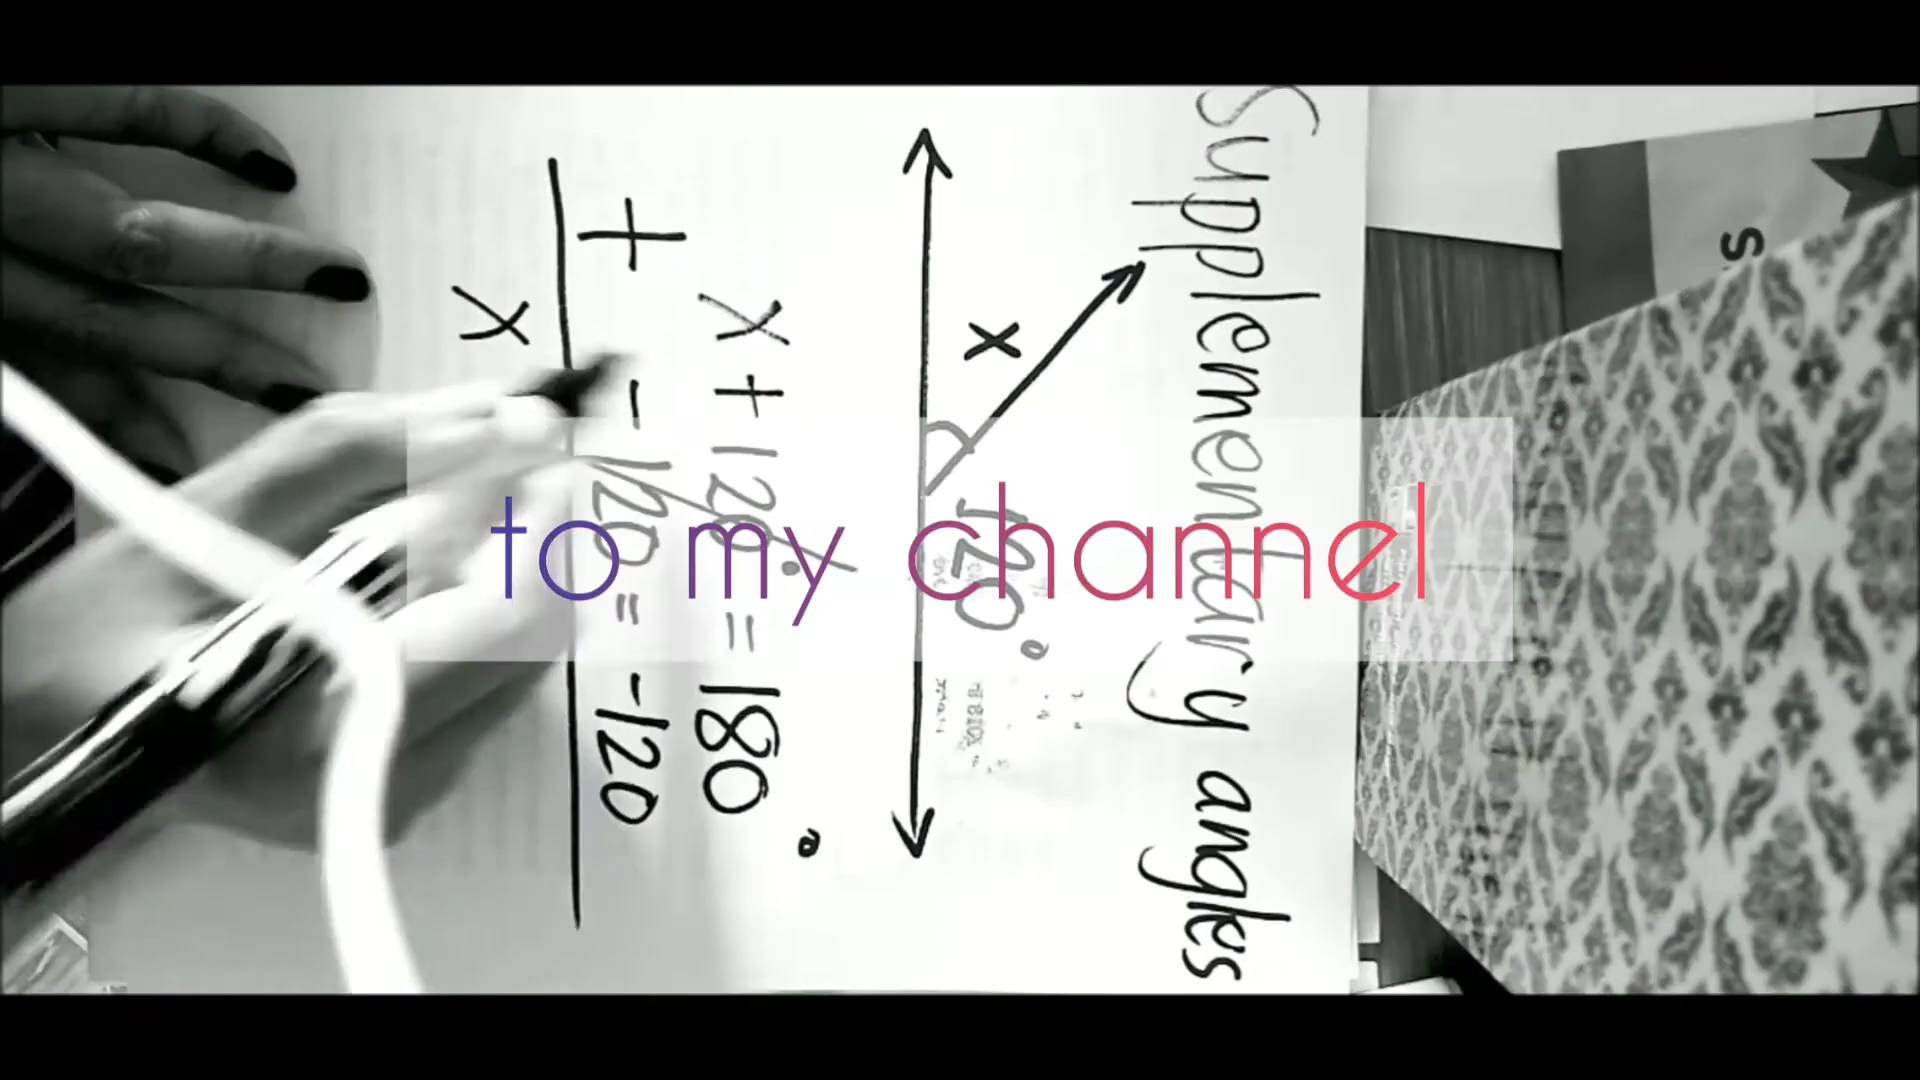 Supplementary angles
x
120°
x + 120° = 180°
+ - 120 = -120
x
to my channel
S